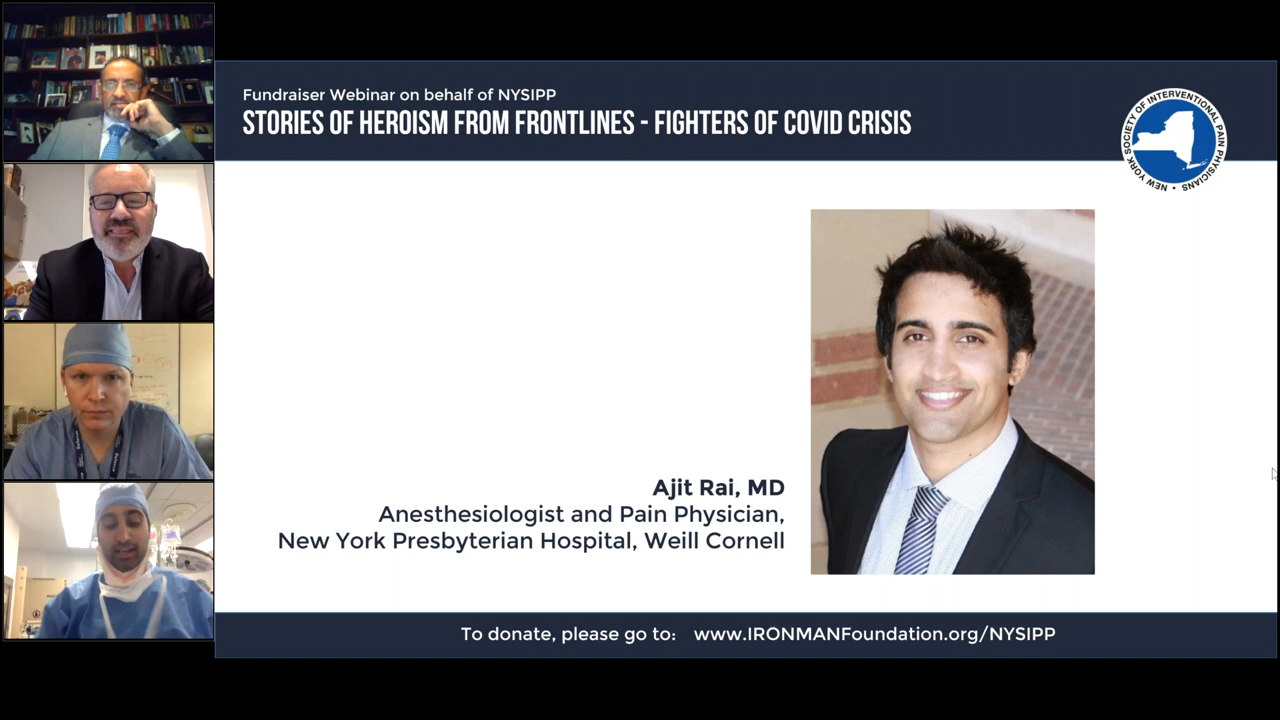 Fundraiser Webinar on behalf of NYSIPP
STORIES OF HEROISM FROM FRONTLINES - FIGHTERS OF COVID CRISIS
NEW YORK SOCIETY OF INTERVENTIONAL PAIN PHYSICIANS •
Ajit Rai, MD
Anesthesiologist and Pain Physician,
New York Presbyterian Hospital, Weill Cornell
To donate, please go to: www.IRONMANFoundation.org/NYSIPP